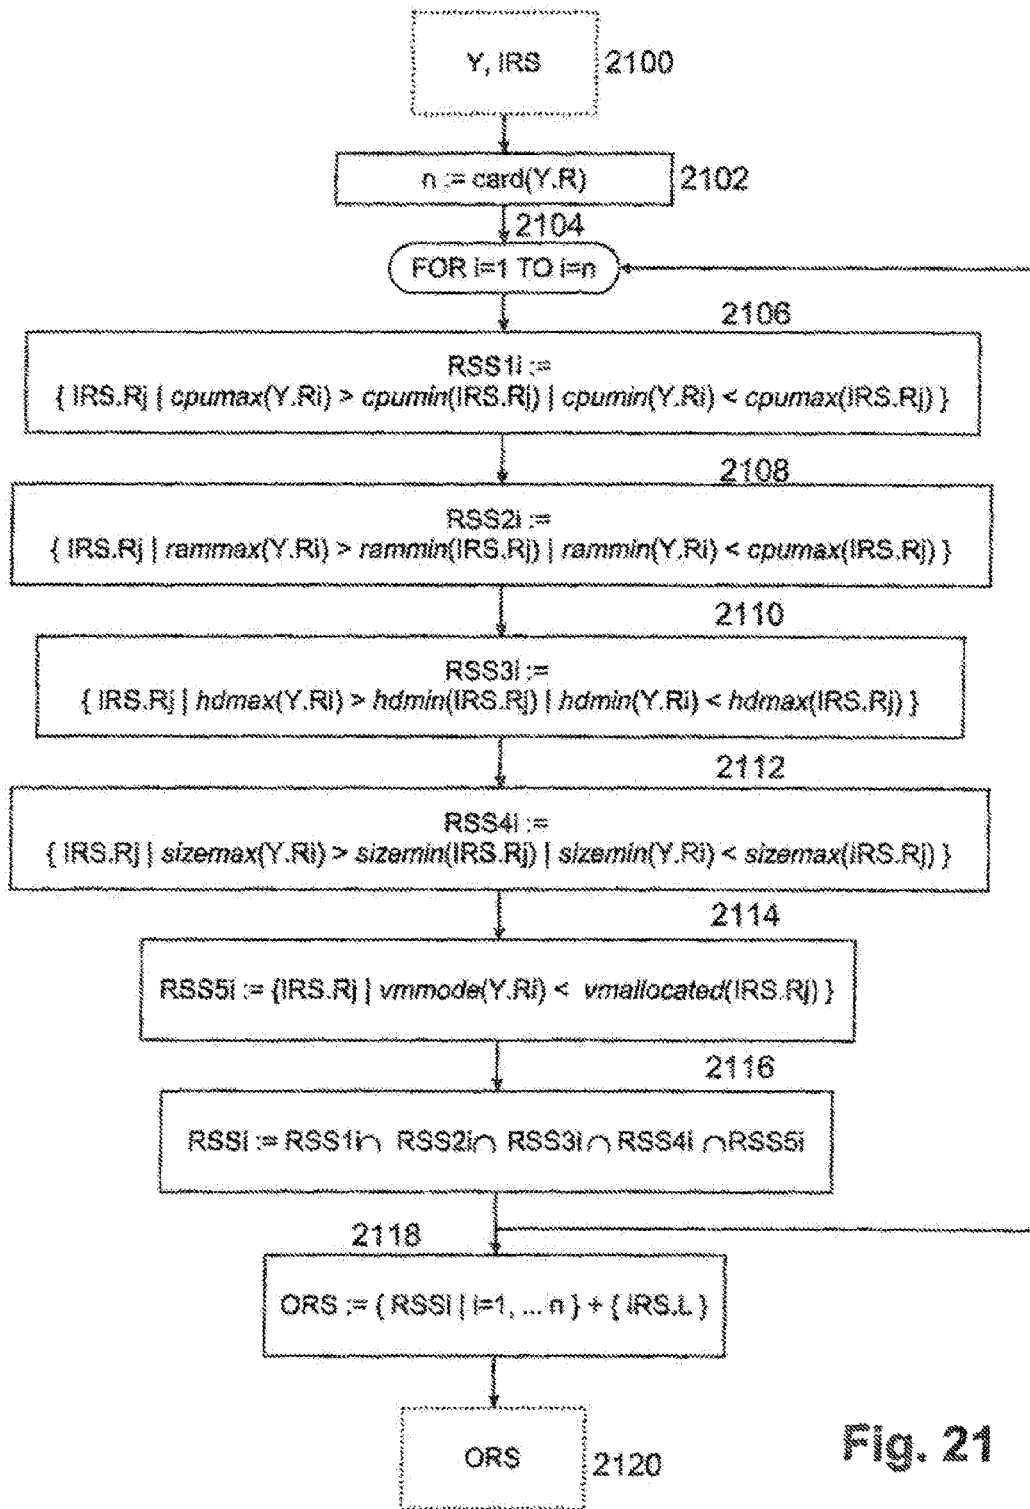 Y, IRS
2100
n := card(Y.R)
2102
2104
FOR i=1 TO i=n
2106
RSS1i :=
{ IRS.Rj | cpumax(Y.Ri) > cpumin(IRS.Rj) | cpumin(Y.Ri) < cpumax(IRS.Rj) }
2108
RSS2i :=
{ IRS.Rj | rammax(Y.Ri) > rammin(IRS.Rj) | rammin(Y.Ri) < cpumax(IRS.Rj) }
2110
RSS3i :=
{ IRS.Rj | hdmax(Y.Ri) > hdmin(IRS.Rj) | hdmin(Y.Ri) < hdmax(IRS.Rj) }
2112
RSS4i :=
{ IRS.Rj | sizemax(Y.Ri) > sizemin(IRS.Rj) | sizemin(Y.Ri) < sizemax(IRS.Rj) }
2114
RSS5i := {IRS.Rj | vmmode(Y.Ri) < vmallocated(IRS.Rj) }
2116
RSSi := RSS1i∩ RSS2i∩ RSS3i ∩ RSS4i ∩RSS5i
2118
ORS := { RSSi | i=1, ... n } + { IRS.L }
ORS
2120
Fig. 21